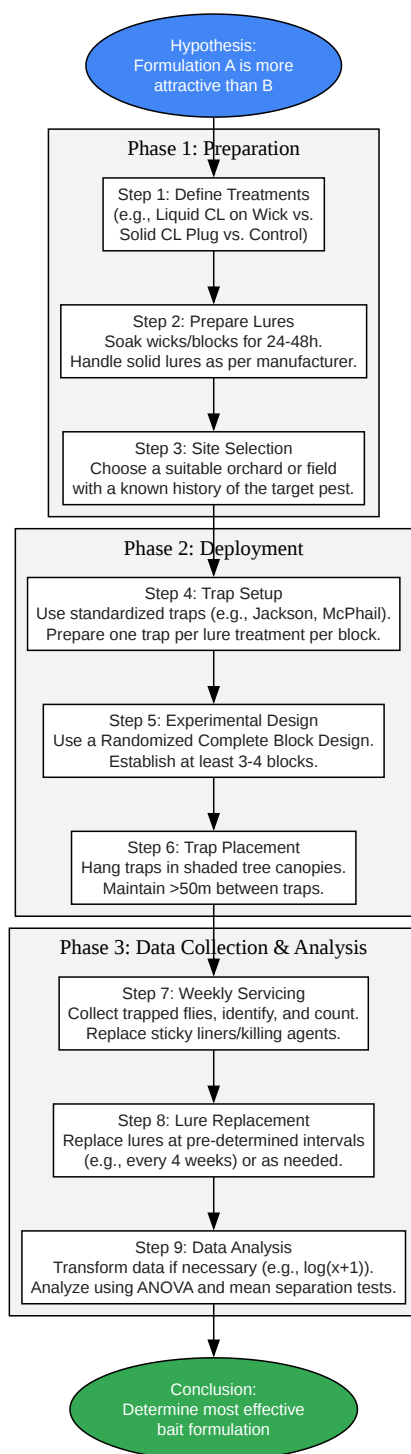 Hypothesis:
Formulation A is more
attractive than B
Phase 1: Preparation
Step 1: Define Treatments
(e.g., Liquid CL on Wick vs.
Solid CL Plug vs. Control)
Step 2: Prepare Lures
Soak wicks/blocks for 24-48h.
Handle solid lures as per manufacturer.
Step 3: Site Selection
Choose a suitable orchard or field
with a known history of the target pest.
Phase 2: Deployment
Step 4: Trap Setup
Use standardized traps (e.g., Jackson, McPhail).
Prepare one trap per lure treatment per block.
Step 5: Experimental Design
Use a Randomized Complete Block Design.
Establish at least 3-4 blocks.
Step 6: Trap Placement
Hang traps in shaded tree canopies.
Maintain >50m between traps.
Phase 3: Data Collection & Analysis
Step 7: Weekly Servicing
Collect trapped flies, identify, and count.
Replace sticky liners/killing agents.
Step 8: Lure Replacement
Replace lures at pre-determined intervals
(e.g., every 4 weeks) or as needed.
Step 9: Data Analysis
Transform data if necessary (e.g., log(x+1)).
Analyze using ANOVA and mean separation tests.
Conclusion:
Determine most effective
bait formulation